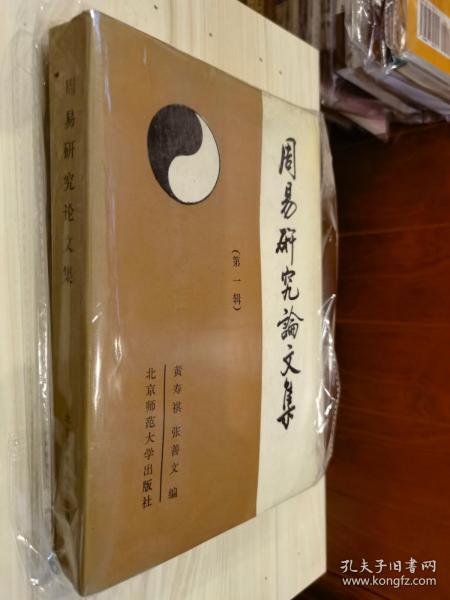 周易研究论文集
周易研究論文集
(第一辑)
黄寿祺 张善文 编
北京师范大学出版社
孔夫子旧书网
www.kongfz.com